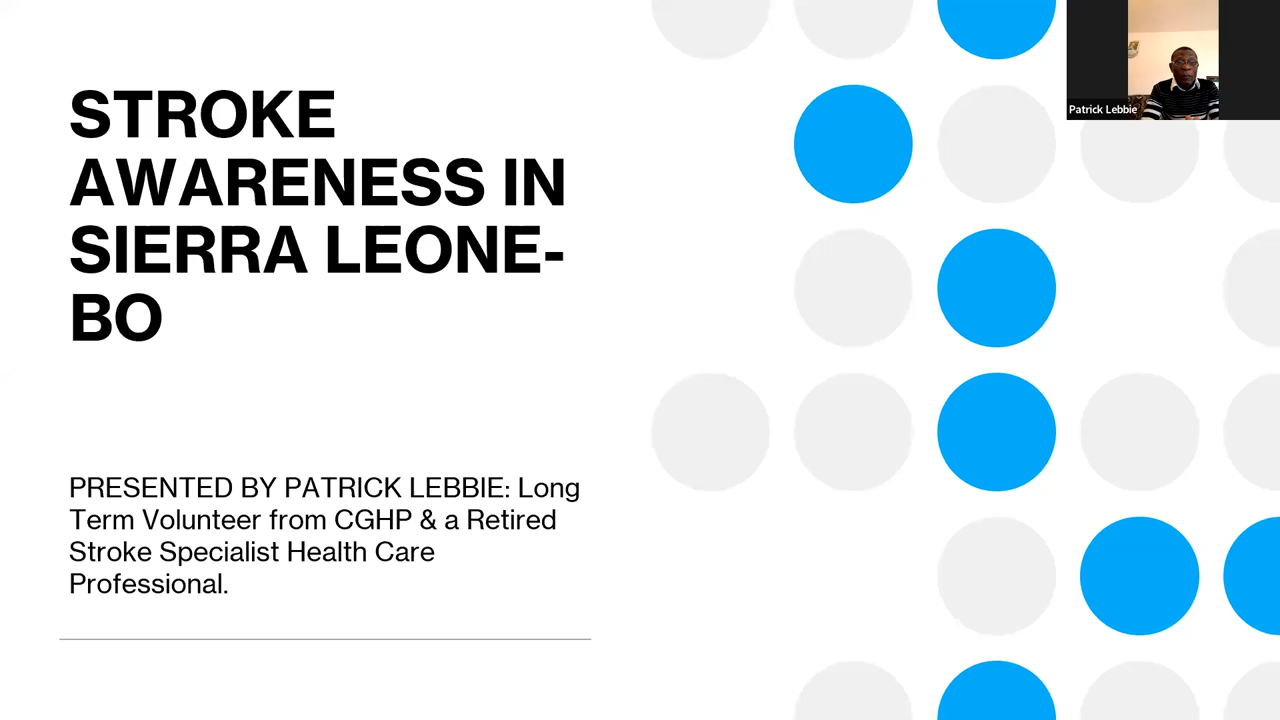 STROKE
AWARENESS IN
SIERRA LEONE-
BO
PRESENTED BY PATRICK LEBBIE: Long
Term Volunteer from CGHP & a Retired
Stroke Specialist Health Care
Professional.
Patrick Lebbie